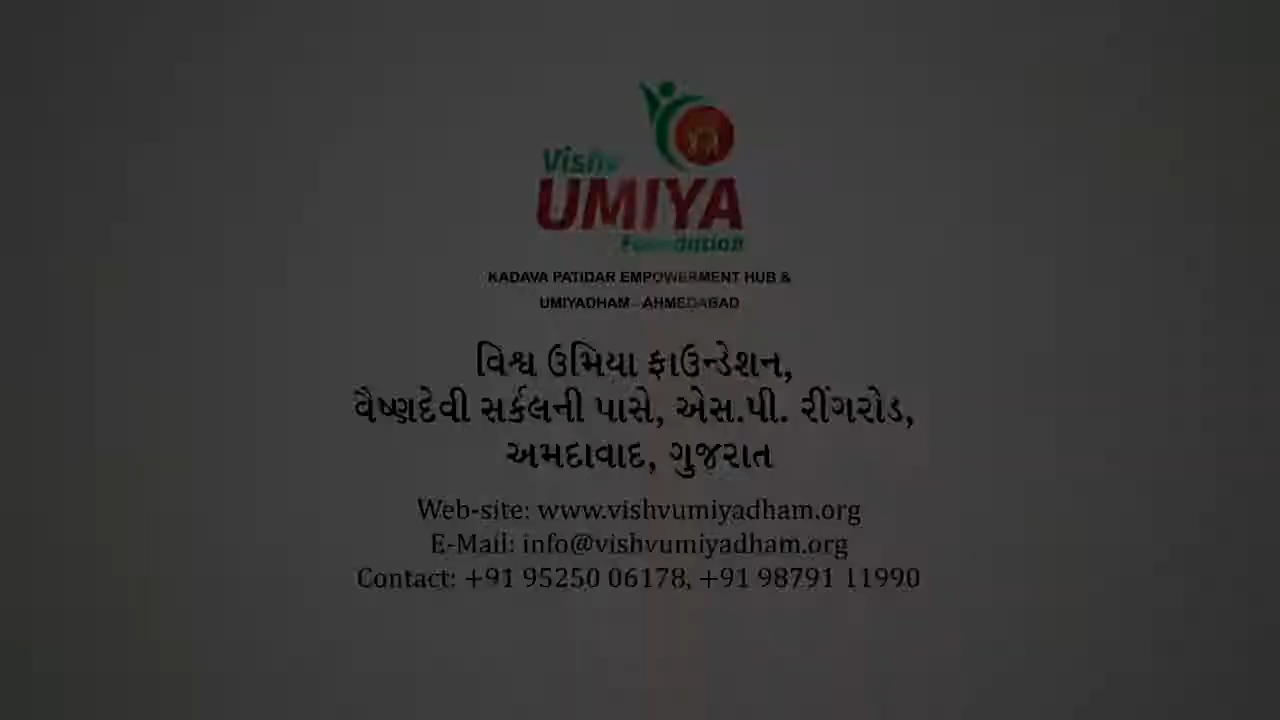 Vishv
UMIYA
Foundation
KADAVA PATIDAR EMPOWERMENT HUB &
UMIYADHAM - AHMEDABAD
વિશ્વ ઉમિયા ફાઉન્ડેશન,
વૈષ્ણદેવી સર્કલની પાસે, એસ.પી. રીંગરોડ,
અમદાવાદ, ગુજરાત
Web-site: www.vishvumiyadham.org
E-Mail: info@vishvumiyadham.org
Contact: +91 95250 06178, +91 98791 11990